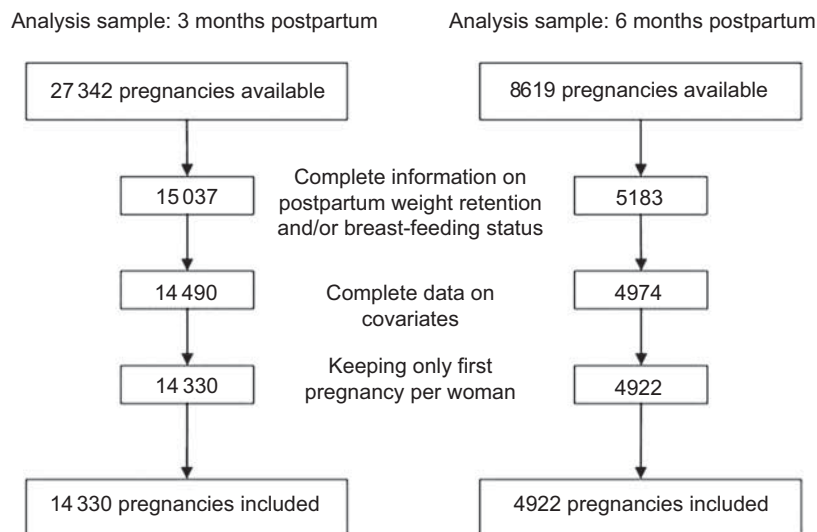 Analysis sample: 3 months postpartum
Analysis sample: 6 months postpartum
27 342 pregnancies available
8619 pregnancies available
15 037
Complete information on
postpartum weight retention
and/or breast-feeding status
5183
14 490
Complete data on
covariates
4974
14 330
Keeping only first
pregnancy per woman
4922
14 330 pregnancies included
4922 pregnancies included